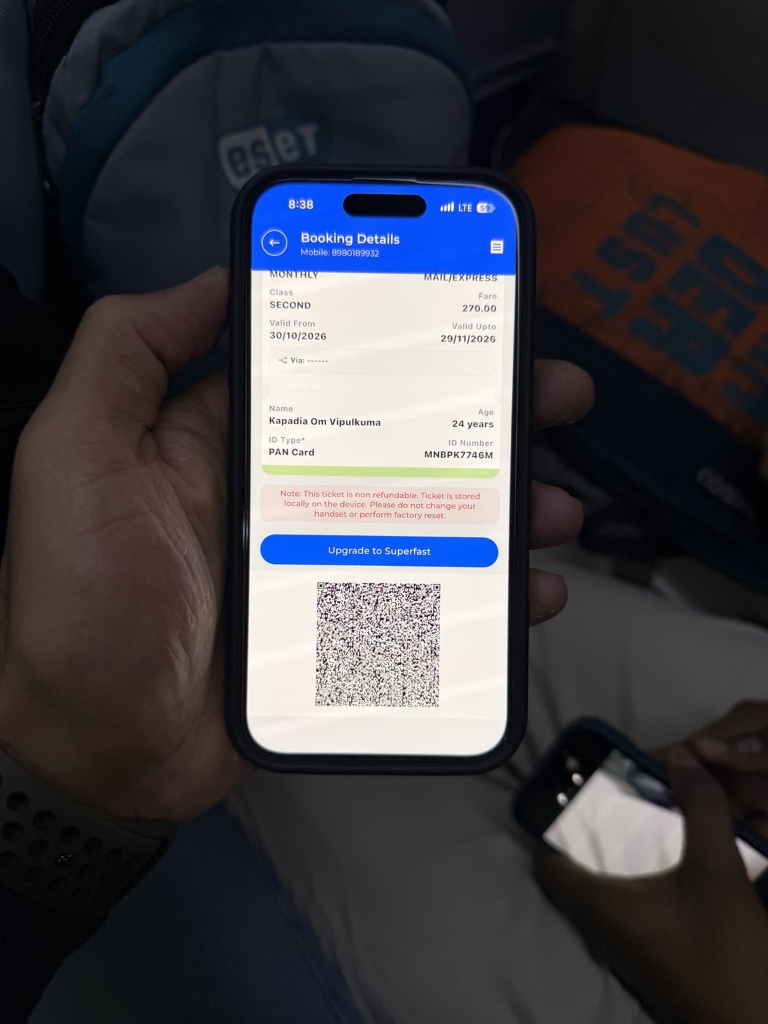 eset
8:38
LTE
59
Booking Details
Mobile: 8980189932
MONTHLY MAIL/EXPRESS
Class Fare
SECOND 270.00
Valid From Valid Upto
30/10/2026 29/11/2026
Via: ------
Name Age
Kapadia Om Vipulkuma 24 years
ID Type* ID Number
PAN Card MNBPK7746M
Note: This ticket is non refundable. Ticket is stored
locally on the device. Please do not change your
handset or perform factory reset.
Upgrade to Superfast
LUST